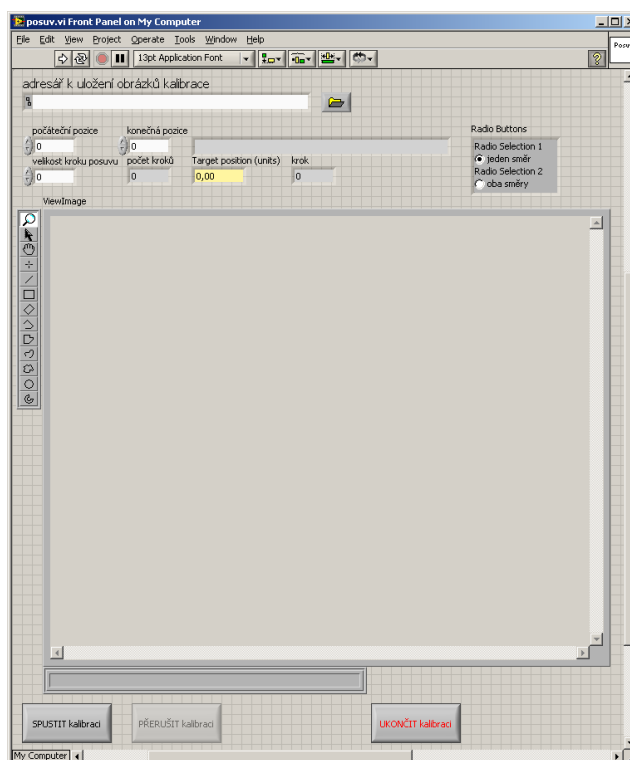 posuv.vi Front Panel on My Computer
File Edit View Project Operate Tools Window Help
13pt Application Font
?
adresář k uložení obrázků kalibrace
počáteční pozice konečná pozice
0 0
velikost kroku posuvu počet kroků Target position (units) krok
0 0 0,00 0
Radio Buttons
Radio Selection 1
jeden směr
Radio Selection 2
oba směry
ViewImage
SPUSTIT kalibraci PŘERUŠIT kalibraci UKONČIT kalibraci
My Computer